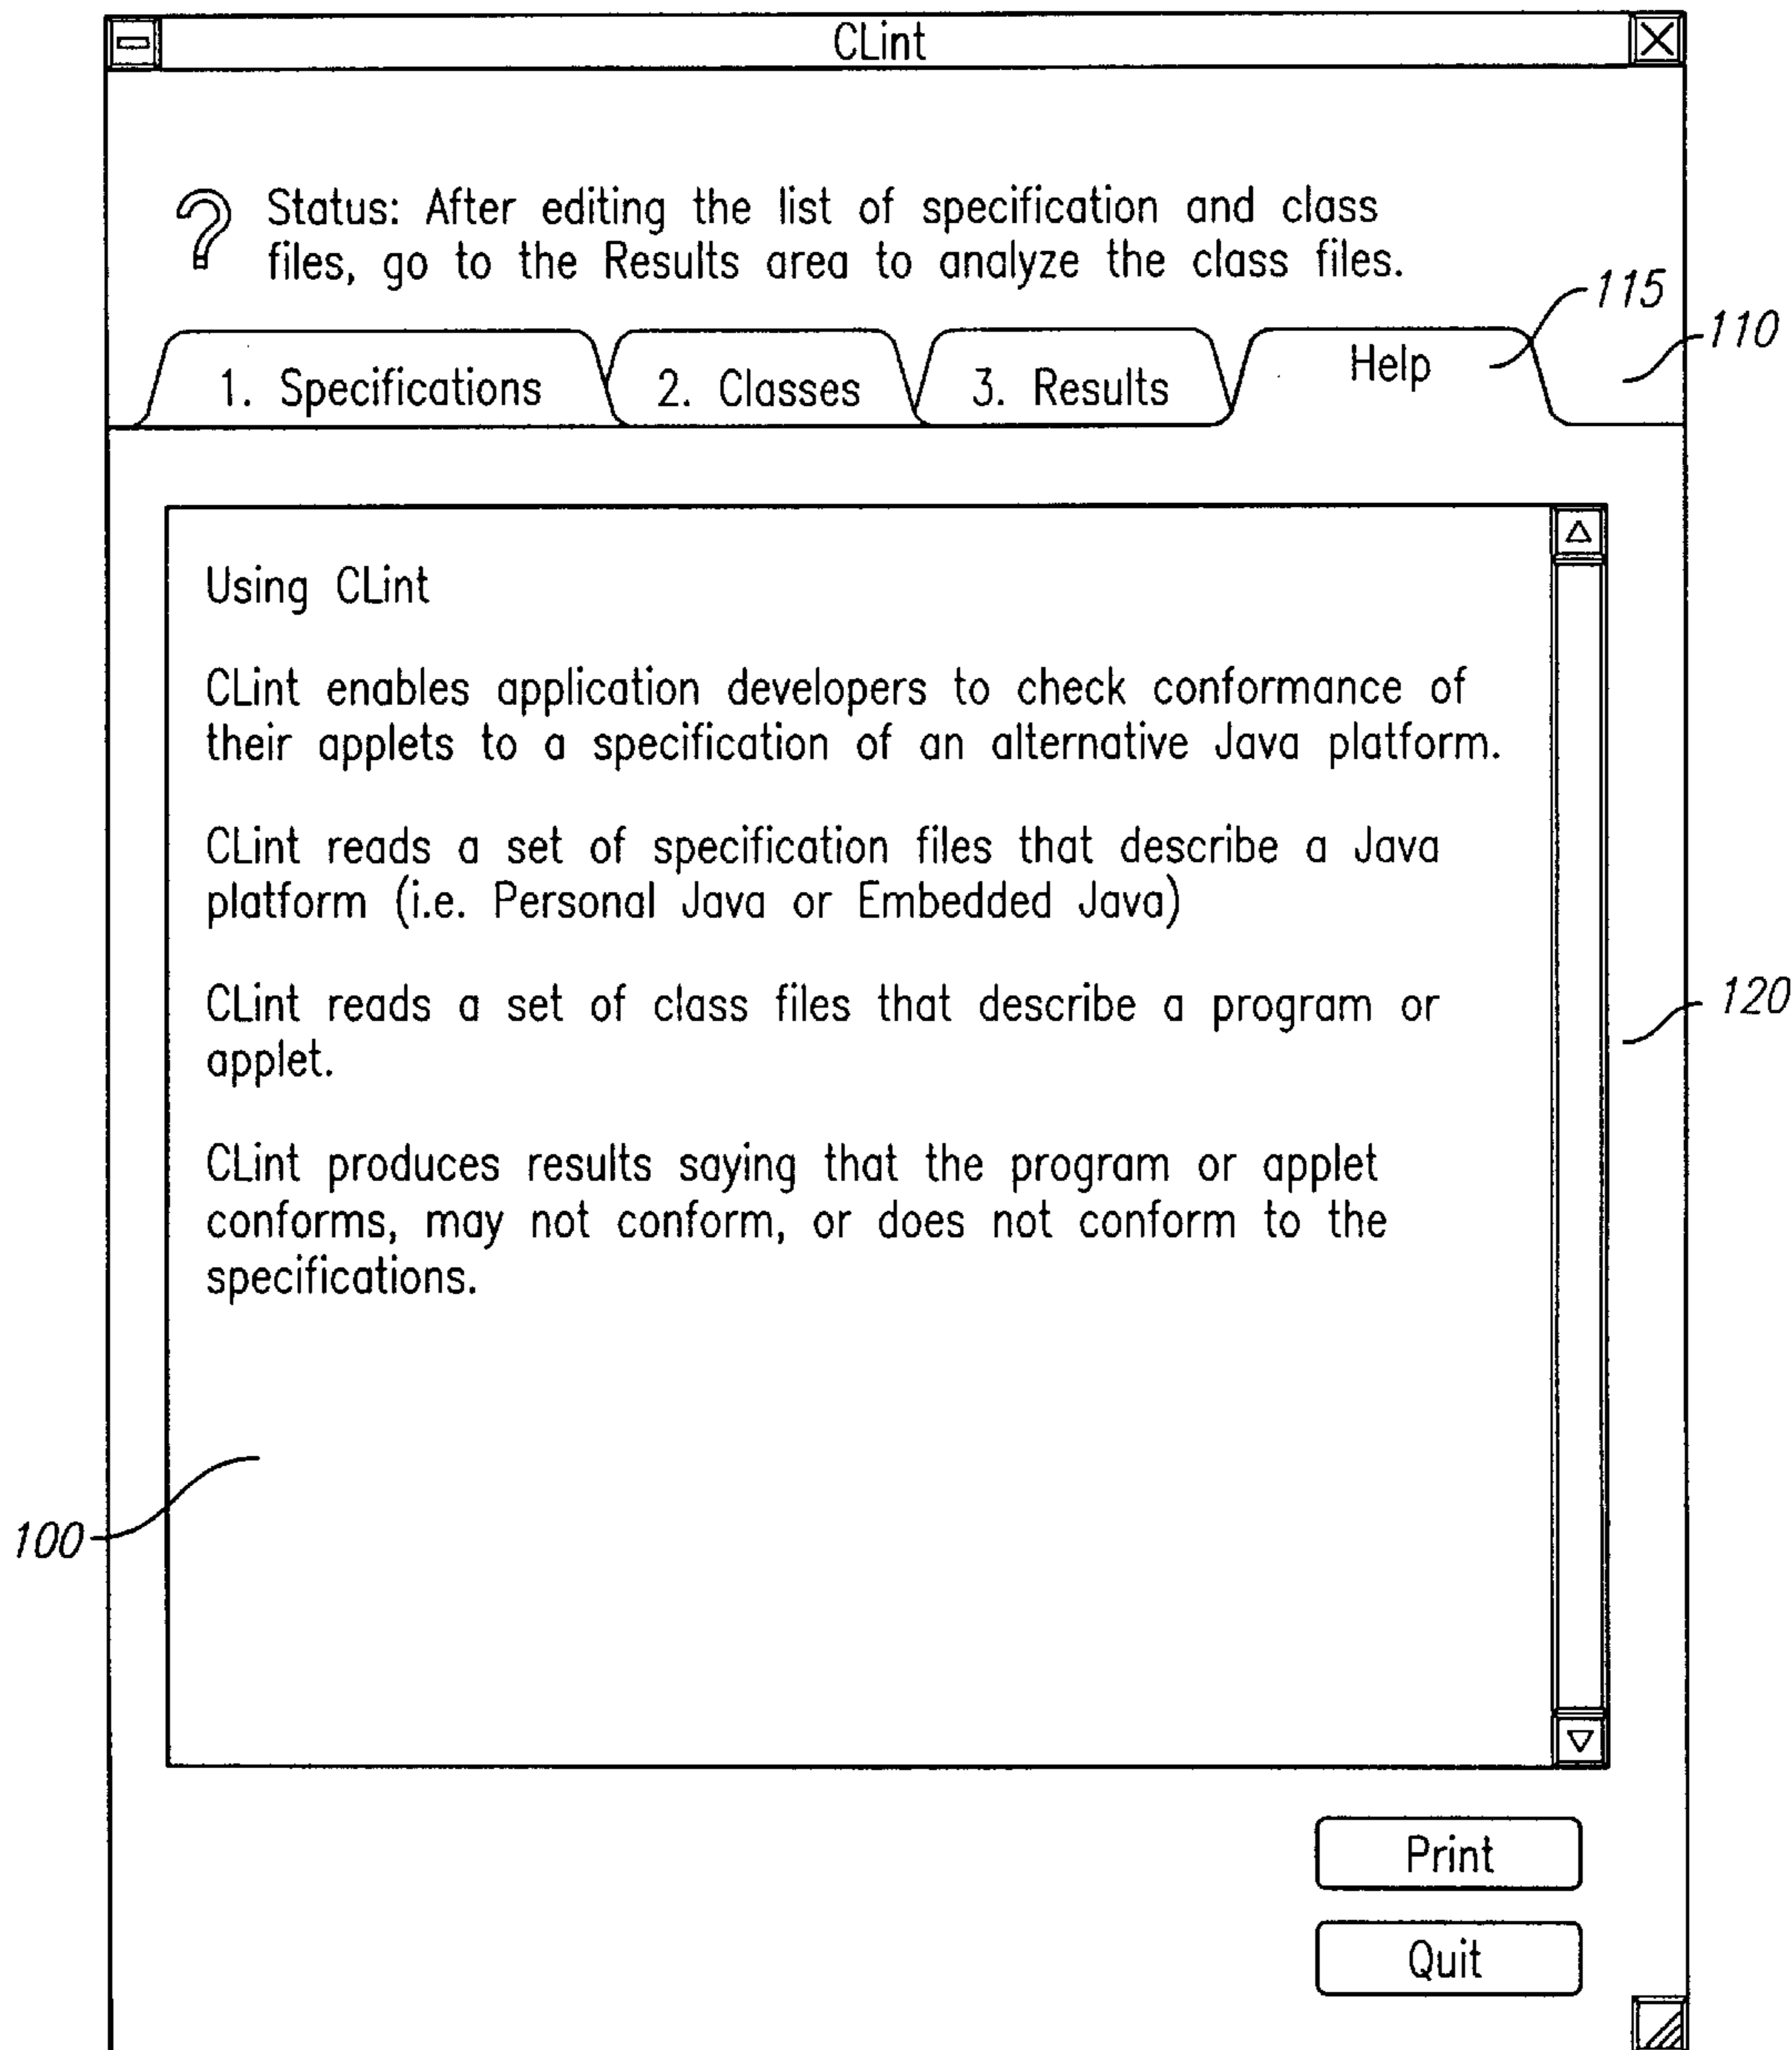 CLint
? Status: After editing the list of specification and class
files, go to the Results area to analyze the class files.
115
110
1. Specifications
2. Classes
3. Results
Help
Using CLint
CLint enables application developers to check conformance of
their applets to a specification of an alternative Java platform.
CLint reads a set of specification files that describe a Java
platform (i.e. Personal Java or Embedded Java)
CLint reads a set of class files that describe a program or
applet.
120
CLint produces results saying that the program or applet
conforms, may not conform, or does not conform to the
specifications.
100
Print
Quit